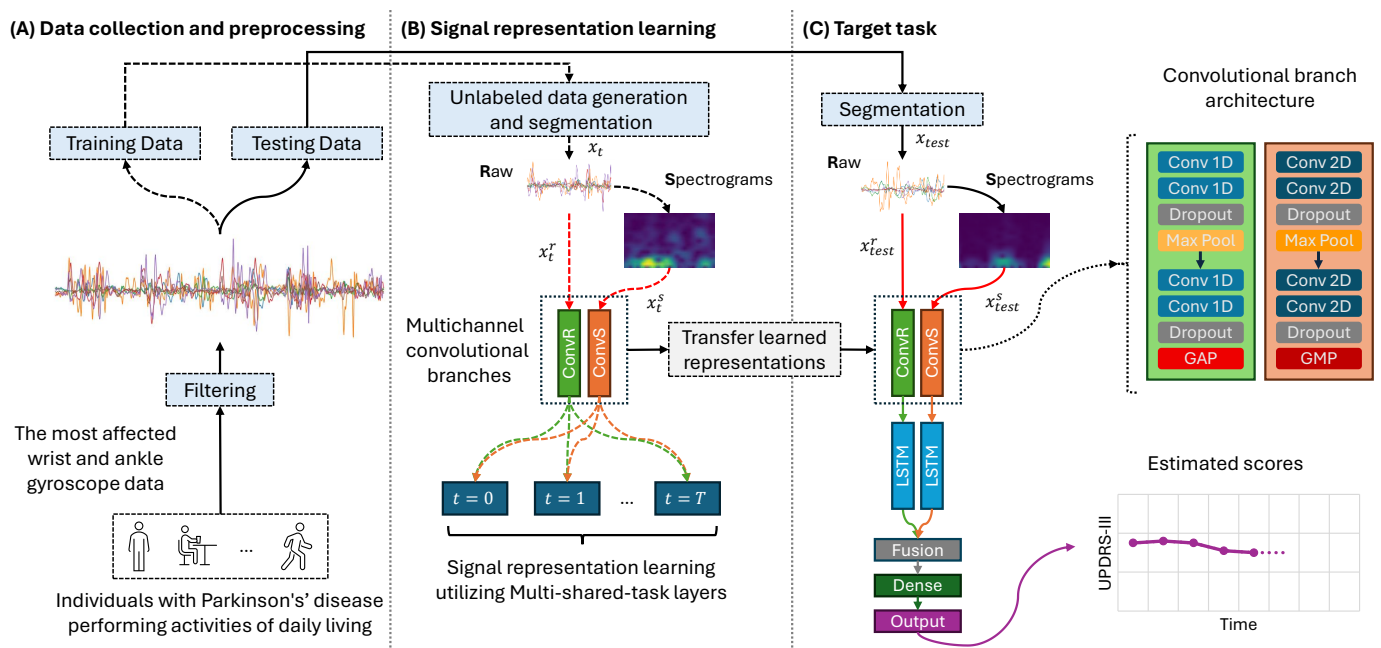 (A) Data collection and preprocessing
Training Data
Testing Data
Filtering
The most affected
wrist and ankle
gyroscope data
...
Individuals with Parkinson's' disease
performing activities of daily living
(B) Signal representation learning
Unlabeled data generation
and segmentation
x_t
Raw
Spectrograms
x_t^r
x_t^s
Multichannel
convolutional
branches
ConvR
ConvS
Transfer learned
representations
t = 0
t = 1
...
t = T
Signal representation learning
utilizing Multi-shared-task layers
(C) Target task
Segmentation
x_test
Raw
Spectrograms
x_test^r
x_test^s
ConvR
ConvS
LSTM
LSTM
Fusion
Dense
Output
Convolutional branch
architecture
Conv 1D
Conv 1D
Dropout
Max Pool
Conv 1D
Conv 1D
Dropout
GAP
Conv 2D
Conv 2D
Dropout
Max Pool
Conv 2D
Conv 2D
Dropout
GMP
Estimated scores
UPDRS-III
Time